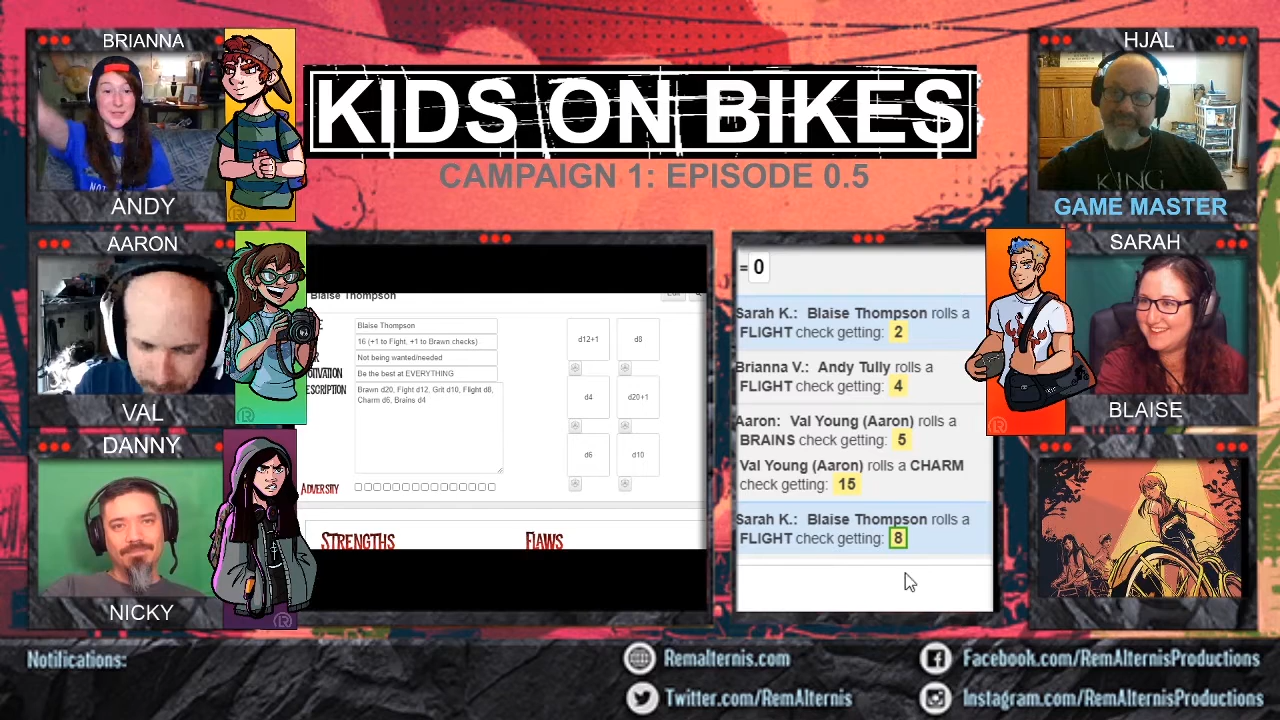 BRIANNA
ANDY
KIDS ON BIKES
CAMPAIGN 1: EPISODE 0.5
HJAL
KING
GAME MASTER
AARON
VAL
DANNY
NICKY
Blaise Thompson
Blaise Thompson
16 (+1 to Fight, +1 to Brawn checks)
Not being wanted/needed
Be the best at EVERYTHING
Brawn d20, Fight d12, Grit d10, Flight d8,
Charm d6, Brains d4
d12+1
d8
d4
d20+1
d6
d10
ADVERSITY
STRENGTHS
FLAWS
= 0
Sarah K.: Blaise Thompson rolls a
FLIGHT check getting: 2
Brianna V.: Andy Tully rolls a
FLIGHT check getting: 4
Aaron: Val Young (Aaron) rolls a
BRAINS check getting: 5
Val Young (Aaron) rolls a CHARM
check getting: 15
Sarah K.: Blaise Thompson rolls a
FLIGHT check getting: 8
SARAH
BLAISE
Notifications:
Remalternis.com
Twitter.com/RemAlternis
Facebook.com/RemAlternisProductions
Instagram.com/RemAlternisProductions